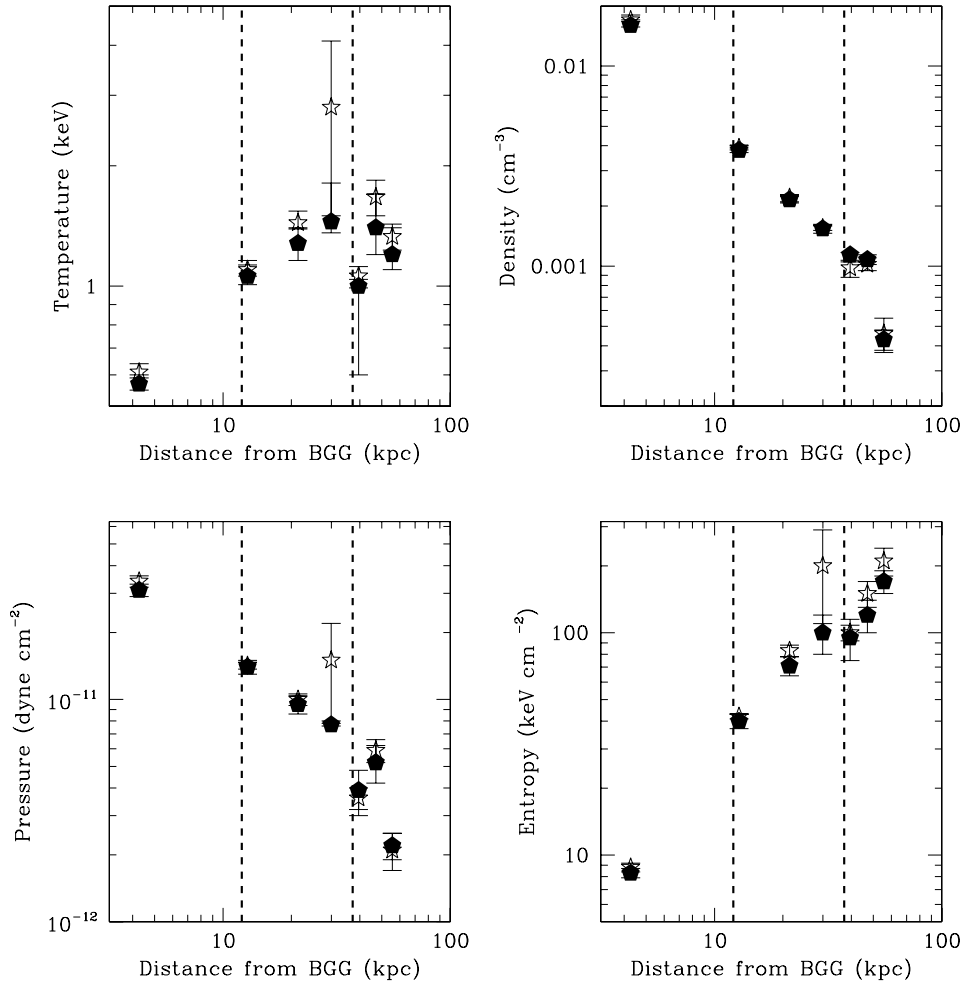 Temperature (keV)
1
10
100
Distance from BGG (kpc)
Density (cm⁻³)
0.01
0.001
10
100
Distance from BGG (kpc)
Pressure (dyne cm⁻²)
10⁻¹¹
10⁻¹²
10
100
Distance from BGG (kpc)
Entropy (keV cm ⁻²)
100
10
10
100
Distance from BGG (kpc)